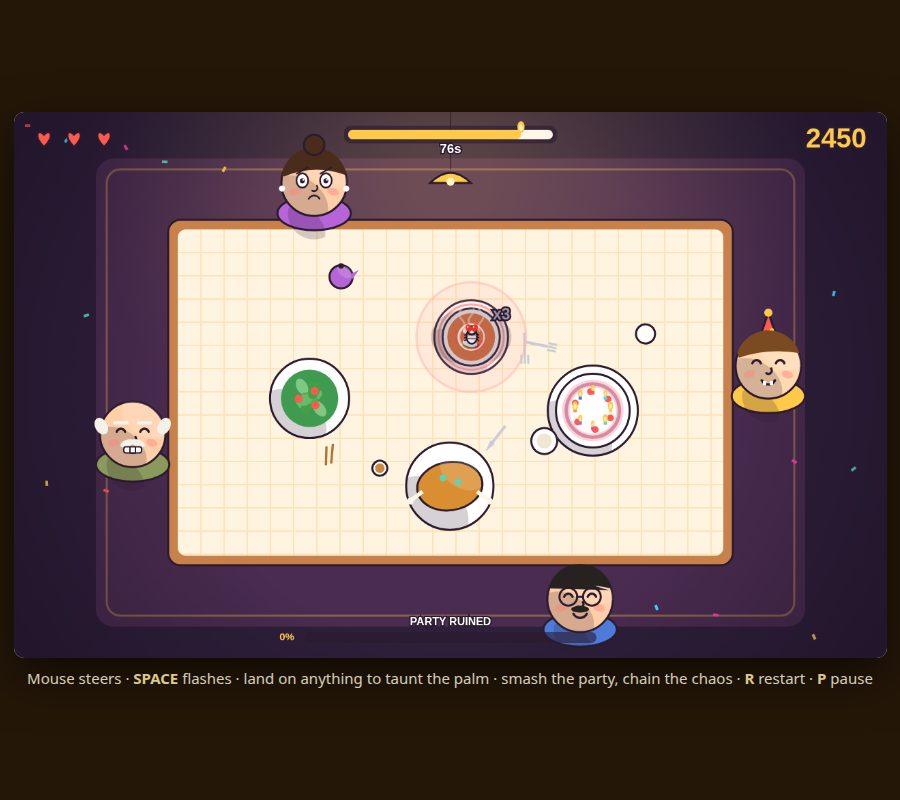 2450
76s
x3
PARTY RUINED
0%
Mouse steers · SPACE flashes · land on anything to taunt the palm · smash the party, chain the chaos · R restart · P pause